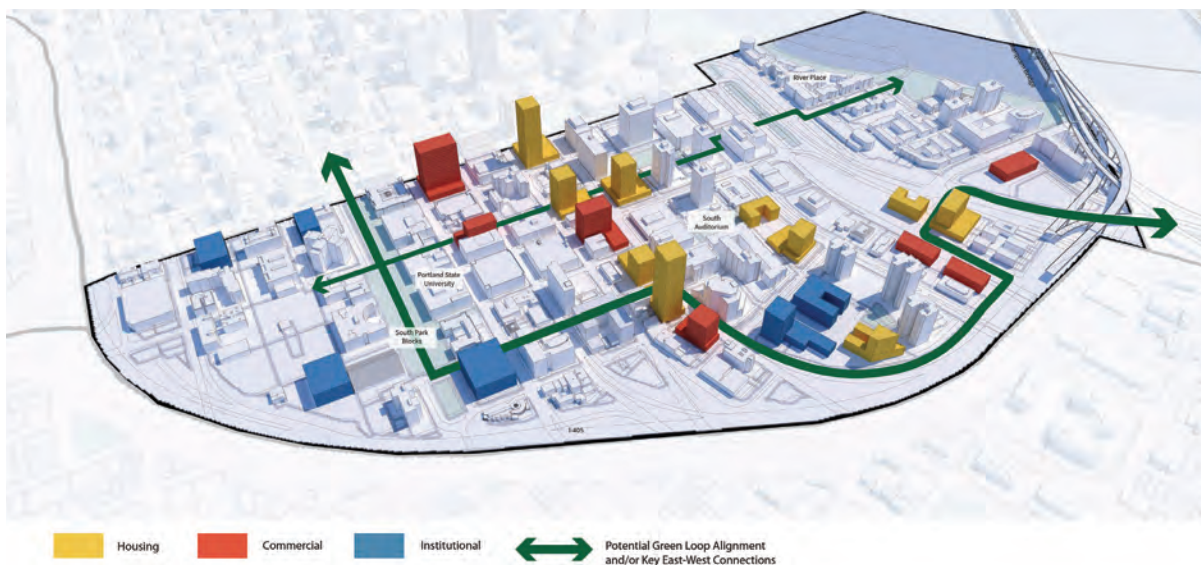 River Place
South
Auditorium
Portland State
University
South Park
Blocks
I-405
Housing
Commercial
Institutional
Potential Green Loop Alignment
and/or Key East-West Connections